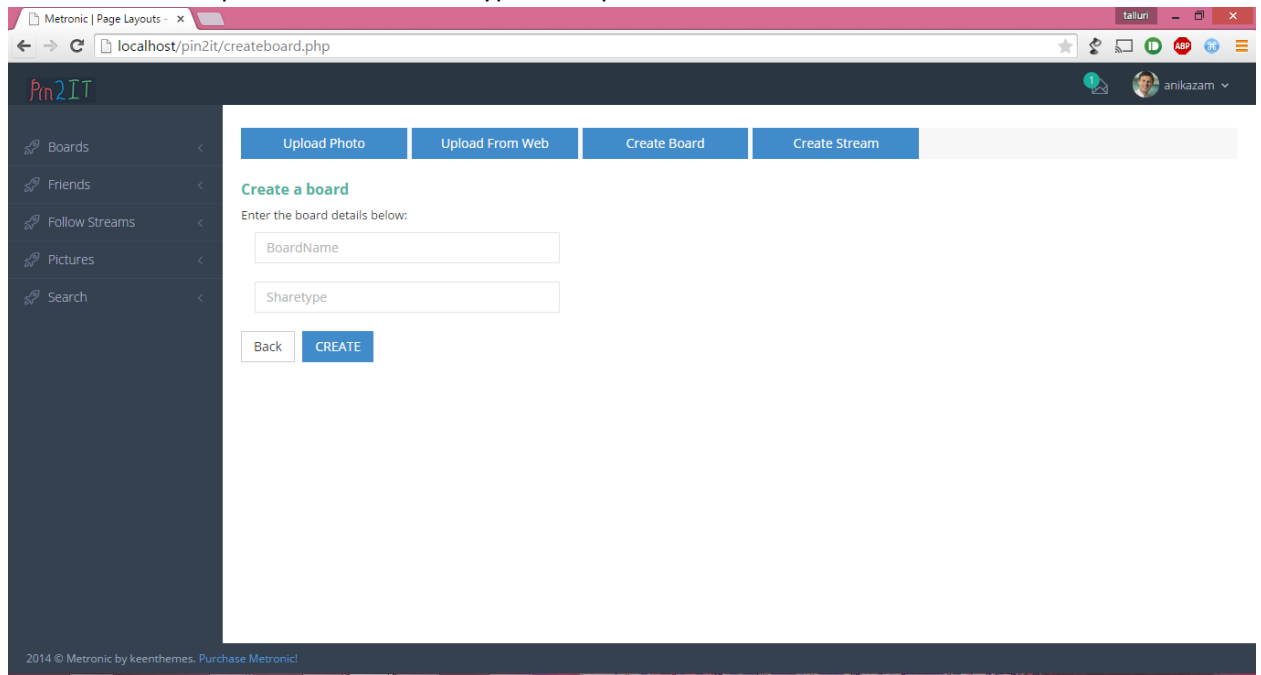 Metronic | Page Layouts -
talluri
localhost/pin2it/createboard.php
ABP
Pin2IT
1
anikazam
Upload Photo Upload From Web Create Board Create Stream
Boards
Friends
Follow Streams
Pictures
Search
Create a board
Enter the board details below:
BoardName
Sharetype
Back CREATE
2014 © Metronic by keenthemes. Purchase Metronic!